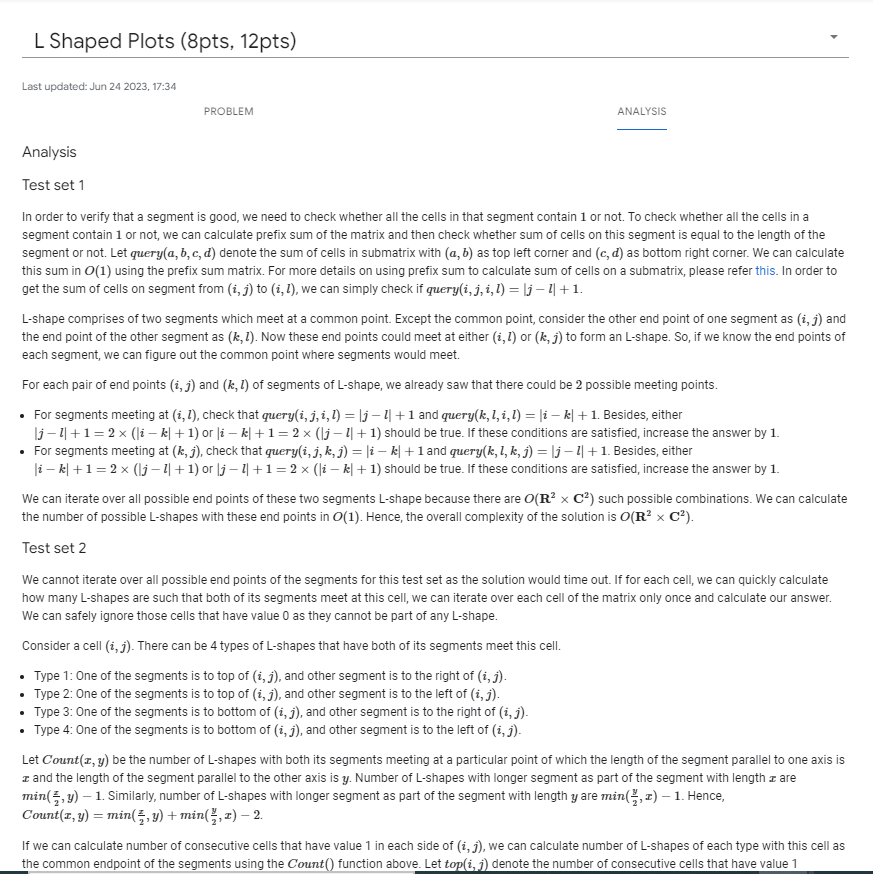 L Shaped Plots (8pts, 12pts)
Last updated: Jun 24 2023, 17:34
PROBLEM
ANALYSIS
Analysis
Test set 1
In order to verify that a segment is good, we need to check whether all the cells in that segment contain 1 or not. To check whether all the cells in a
segment contain 1 or not, we can calculate prefix sum of the matrix and then check whether sum of cells on this segment is equal to the length of the
segment or not. Let query(a, b, c, d) denote the sum of cells in submatrix with (a, b) as top left corner and (c, d) as bottom right corner. We can calculate
this sum in O(1) using the prefix sum matrix. For more details on using prefix sum to calculate sum of cells on a submatrix, please refer this. In order to
get the sum of cells on segment from (i, j) to (i, l), we can simply check if query(i, j, i, l) = |j − l| + 1.
L-shape comprises of two segments which meet at a common point. Except the common point, consider the other end point of one segment as (i, j) and
the end point of the other segment as (k, l). Now these end points could meet at either (i, l) or (k, j) to form an L-shape. So, if we know the end points of
each segment, we can figure out the common point where segments would meet.
For each pair of end points (i, j) and (k, l) of segments of L-shape, we already saw that there could be 2 possible meeting points.
• For segments meeting at (i, l), check that query(i, j, i, l) = |j − l| + 1 and query(k, l, i, l) = |i − k| + 1. Besides, either
|j − l| + 1 = 2 × (|i − k| + 1) or |i − k| + 1 = 2 × (|j − l| + 1) should be true. If these conditions are satisfied, increase the answer by 1.
• For segments meeting at (k, j), check that query(i, j, k, j) = |i − k| + 1 and query(k, l, k, j) = |j − l| + 1. Besides, either
|i − k| + 1 = 2 × (|j − l| + 1) or |j − l| + 1 = 2 × (|i − k| + 1) should be true. If these conditions are satisfied, increase the answer by 1.
We can iterate over all possible end points of these two segments L-shape because there are O(R² × C²) such possible combinations. We can calculate
the number of possible L-shapes with these end points in O(1). Hence, the overall complexity of the solution is O(R² × C²).
Test set 2
We cannot iterate over all possible end points of the segments for this test set as the solution would time out. If for each cell, we can quickly calculate
how many L-shapes are such that both of its segments meet at this cell, we can iterate over each cell of the matrix only once and calculate our answer.
We can safely ignore those cells that have value 0 as they cannot be part of any L-shape.
Consider a cell (i, j). There can be 4 types of L-shapes that have both of its segments meet this cell.
• Type 1: One of the segments is to top of (i, j), and other segment is to the right of (i, j).
• Type 2: One of the segments is to top of (i, j), and other segment is to the left of (i, j).
• Type 3: One of the segments is to bottom of (i, j), and other segment is to the right of (i, j).
• Type 4: One of the segments is to bottom of (i, j), and other segment is to the left of (i, j).
Let Count(x, y) be the number of L-shapes with both its segments meeting at a particular point of which the length of the segment parallel to one axis is
x and the length of the segment parallel to the other axis is y. Number of L-shapes with longer segment as part of the segment with length x are
min(x/2, y) − 1. Similarly, number of L-shapes with longer segment as part of the segment with length y are min(y/2, x) − 1. Hence,
Count(x, y) = min(x/2, y) + min(y/2, x) − 2.
If we can calculate number of consecutive cells that have value 1 in each side of (i, j), we can calculate number of L-shapes of each type with this cell as
the common endpoint of the segments using the Count() function above. Let top(i, j) denote the number of consecutive cells that have value 1